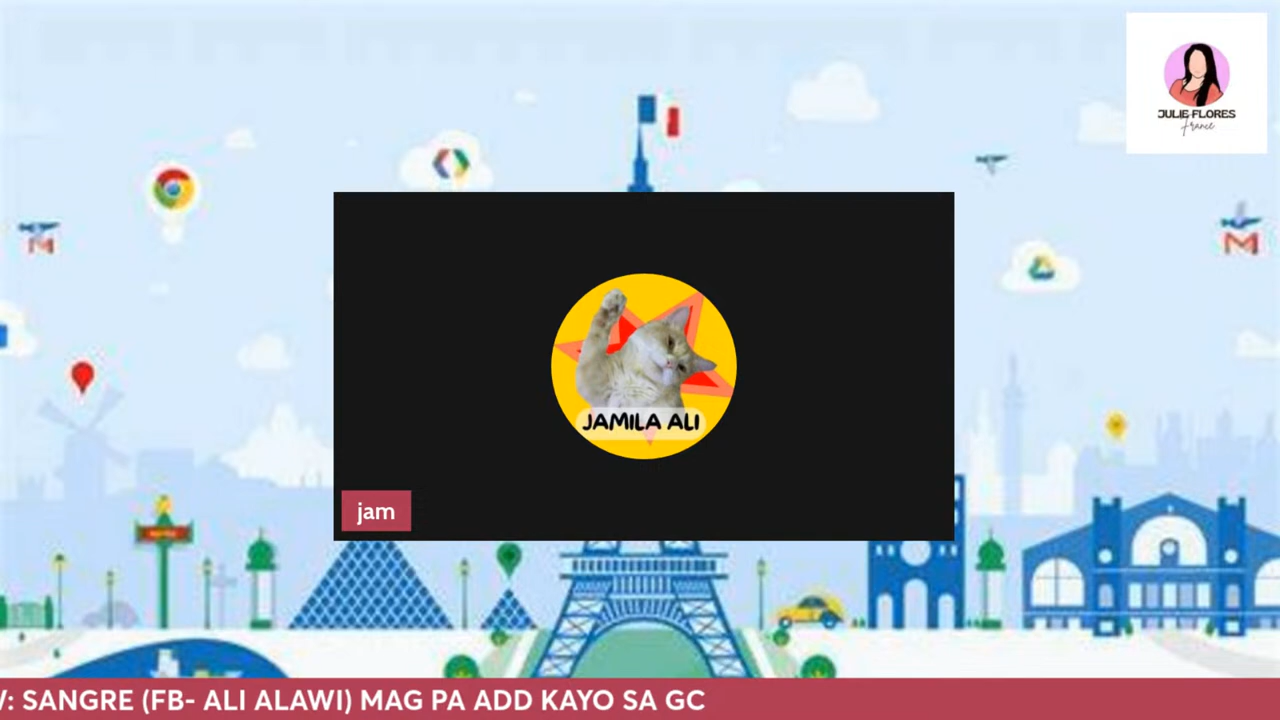 JULIE FLORES
France
JAMILA ALI
jam
: SANGRE (FB- ALI ALAWI) MAG PA ADD KAYO SA GC